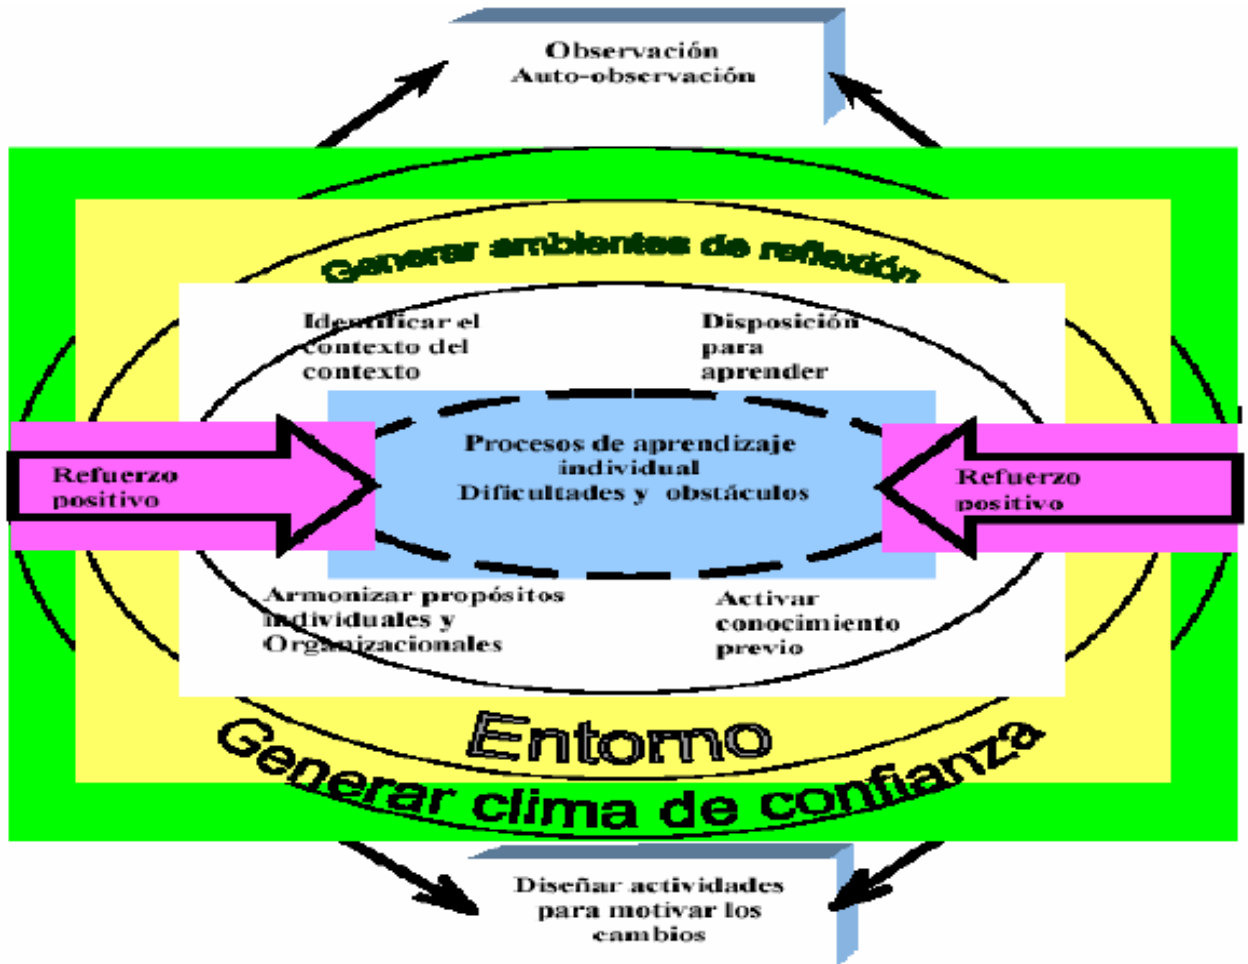 Observación
Auto-observación
Generar ambientes de reflexión
Identificar el
contexto del
contexto
Disposición
para
aprender
Procesos de aprendizaje
individual
Dificultades y obstáculos
Refuerzo
positivo
Refuerzo
positivo
Armonizar propósitos
individuales y
Organizacionales
Activar
conocimiento
previo
Entorno
Generar clima de confianza
Diseñar actividades
para motivar los
cambios